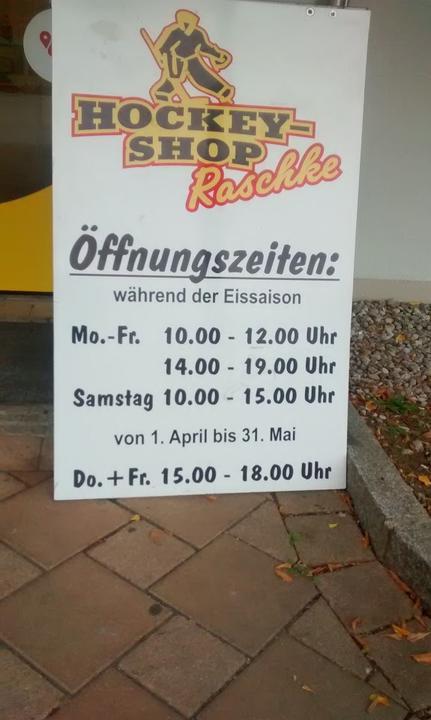 HOCKEY-
SHOP
Raschke
Öffnungszeiten:
während der Eissaison
Mo.-Fr. 10.00 - 12.00 Uhr
14.00 - 19.00 Uhr
Samstag 10.00 - 15.00 Uhr
von 1. April bis 31. Mai
Do. + Fr. 15.00 - 18.00 Uhr